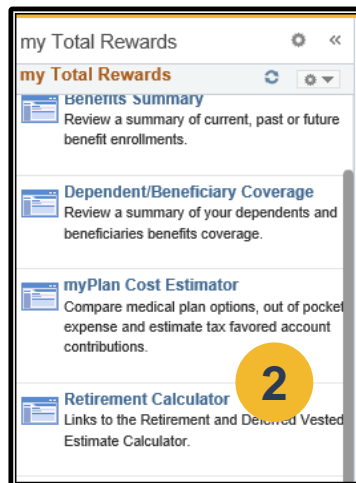 my Total Rewards
my Total Rewards
Benefits Summary
Review a summary of current, past or future
benefit enrollments.
Dependent/Beneficiary Coverage
Review a summary of your dependents and
beneficiaries benefits coverage.
myPlan Cost Estimator
Compare medical plan options, out of pocket
expense and estimate tax favored account
contributions.
2
Retirement Calculator
Links to the Retirement and Deferred Vested
Estimate Calculator.